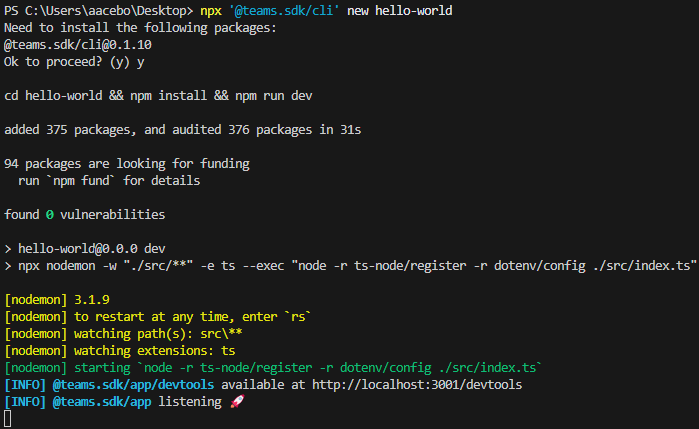 PS C:\Users\aacebo\Desktop> npx '@teams.sdk/cli' new hello-world
Need to install the following packages:
@teams.sdk/cli@0.1.10
Ok to proceed? (y) y
cd hello-world && npm install && npm run dev
added 375 packages, and audited 376 packages in 31s
94 packages are looking for funding
  run `npm fund` for details
found 0 vulnerabilities
> hello-world@0.0.0 dev
> npx nodemon -w "./src/**" -e ts --exec "node -r ts-node/register -r dotenv/config ./src/index.ts"
[nodemon] 3.1.9
[nodemon] to restart at any time, enter `rs`
[nodemon] watching path(s): src\**
[nodemon] watching extensions: ts
[nodemon] starting `node -r ts-node/register -r dotenv/config ./src/index.ts`
[INFO] @teams.sdk/app/devtools available at http://localhost:3001/devtools
[INFO] @teams.sdk/app listening 🚀